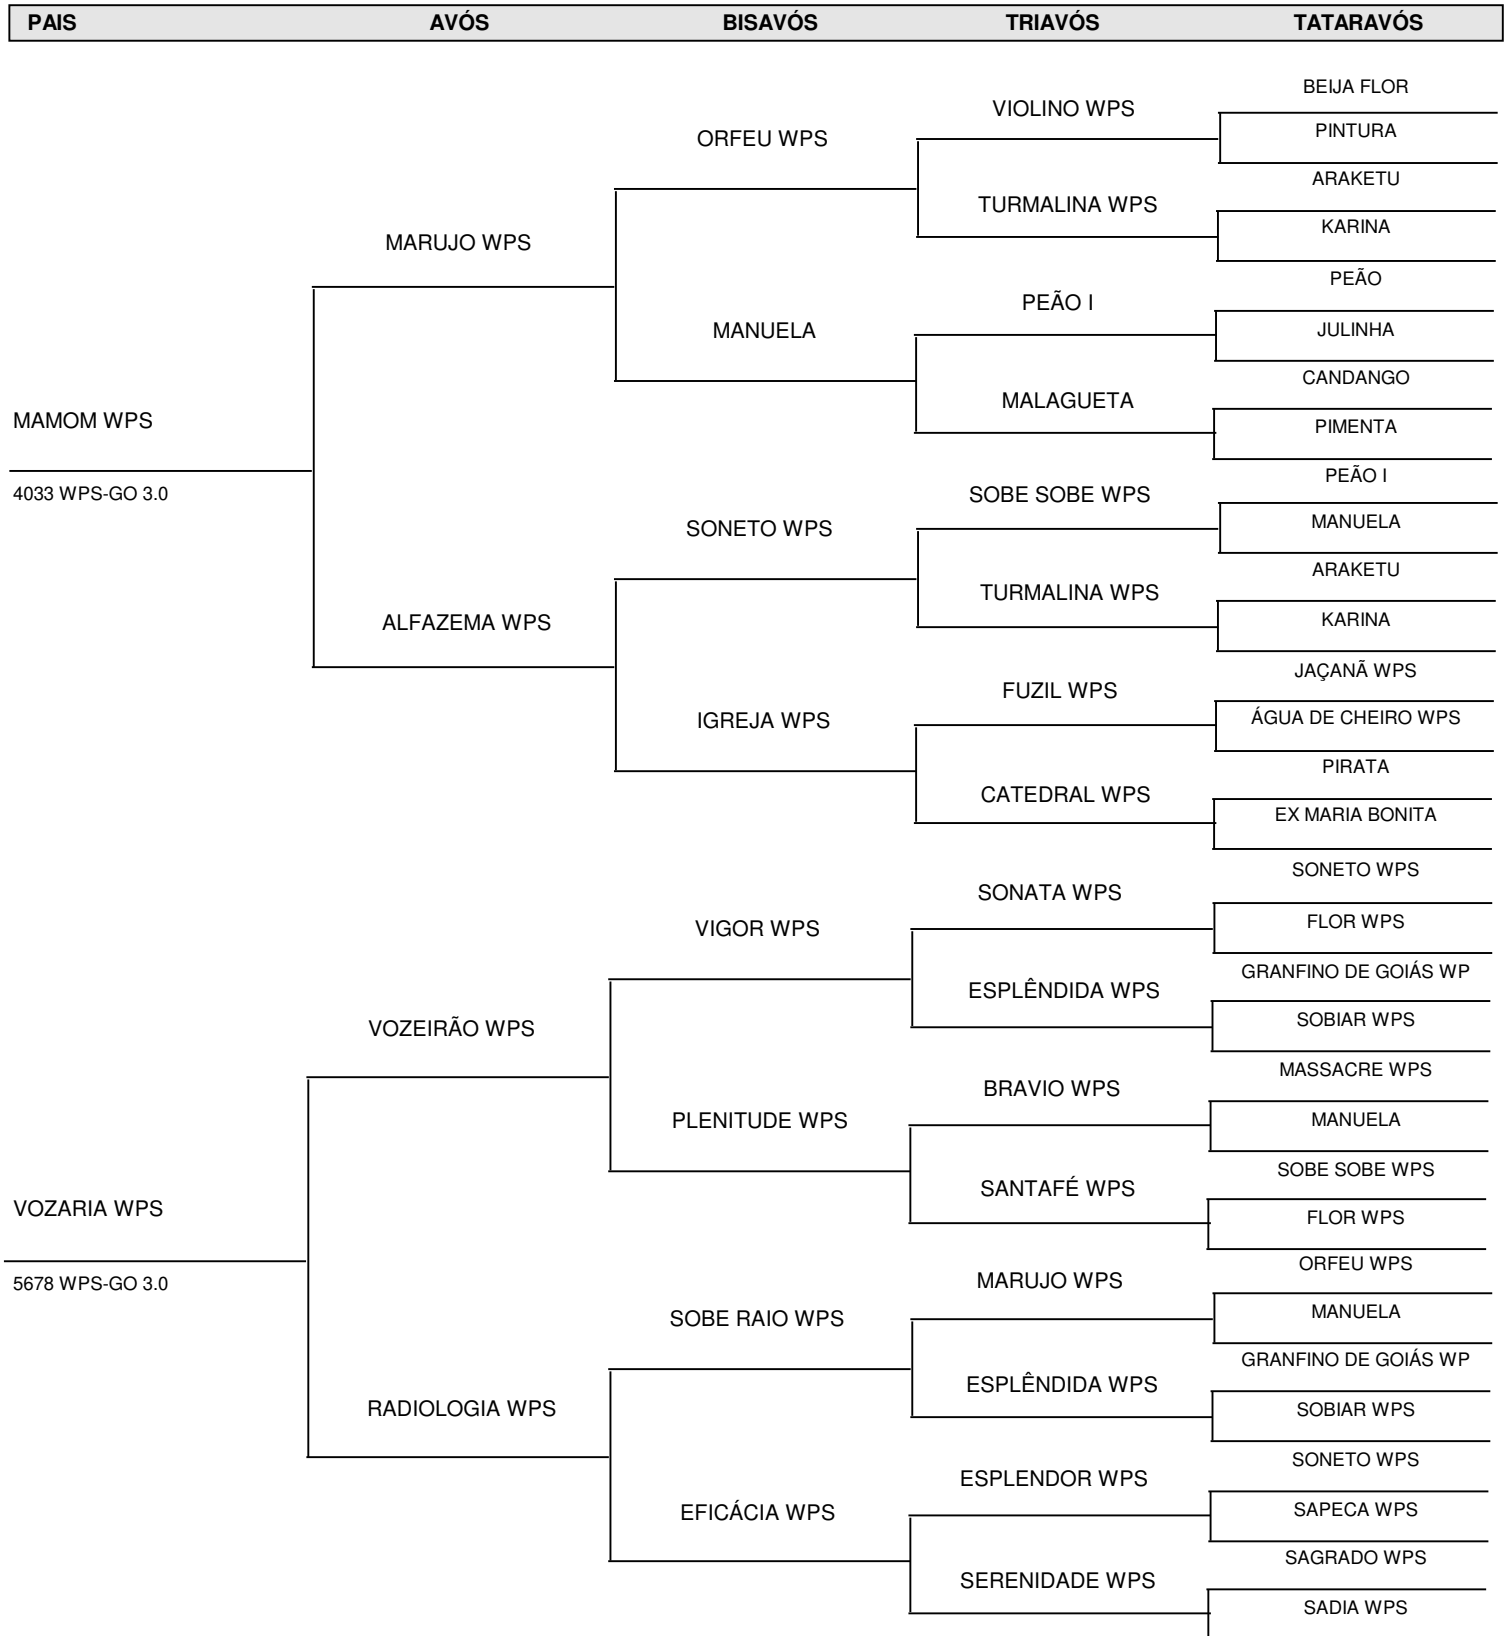 PAIS AVÓS BISAVÓS TRIAVÓS TATARAVÓS
BEIJA FLOR
VIOLINO WPS
PINTURA
ORFEU WPS
ARAKETU
TURMALINA WPS
KARINA
MARUJO WPS
PEÃO
PEÃO I
JULINHA
MANUELA
CANDANGO
MALAGUETA
PIMENTA
MAMOM WPS
4033 WPS-GO 3.0
PEÃO I
SOBE SOBE WPS
MANUELA
SONETO WPS
ARAKETU
TURMALINA WPS
KARINA
ALFAZEMA WPS
JAÇANÃ WPS
FUZIL WPS
ÁGUA DE CHEIRO WPS
IGREJA WPS
PIRATA
CATEDRAL WPS
EX MARIA BONITA
SONETO WPS
SONATA WPS
FLOR WPS
VIGOR WPS
GRANFINO DE GOIÁS WP
ESPLÊNDIDA WPS
SOBIAR WPS
VOZEIRÃO WPS
MASSACRE WPS
BRAVIO WPS
MANUELA
PLENITUDE WPS
SOBE SOBE WPS
SANTAFÉ WPS
FLOR WPS
VOZARIA WPS
5678 WPS-GO 3.0
ORFEU WPS
MARUJO WPS
MANUELA
SOBE RAIO WPS
GRANFINO DE GOIÁS WP
ESPLÊNDIDA WPS
SOBIAR WPS
RADIOLOGIA WPS
SONETO WPS
ESPLENDOR WPS
SAPECA WPS
EFICÁCIA WPS
SAGRADO WPS
SERENIDADE WPS
SADIA WPS